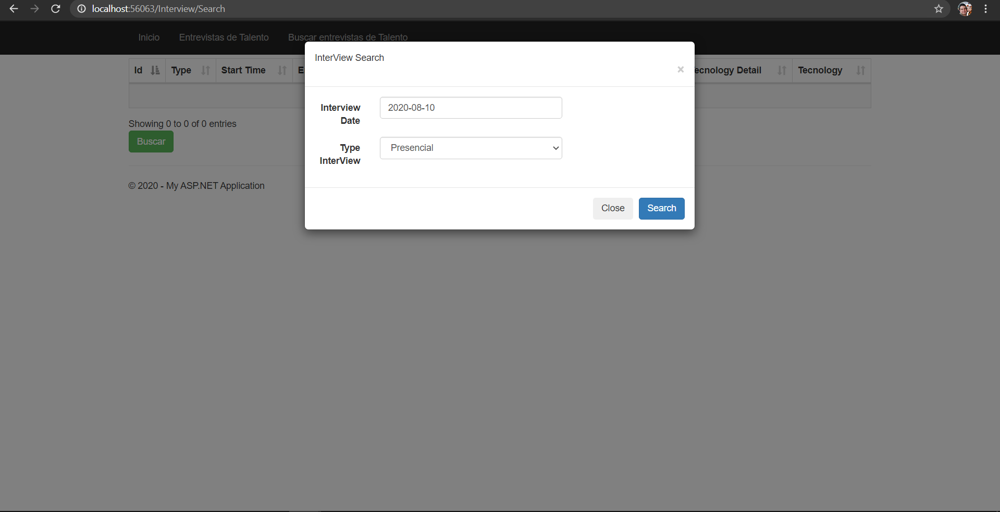 localhost:56063/Interview/Search
Inicio Entrevistas de Talento Buscar entrevistas de Talento
InterView Search
×
Id Type Start Time E ecnology Detail Tecnology
Interview
Date
2020-08-10
Showing 0 to 0 of 0 entries
Buscar
Type
InterView
Presencial
© 2020 - My ASP.NET Application
Close Search